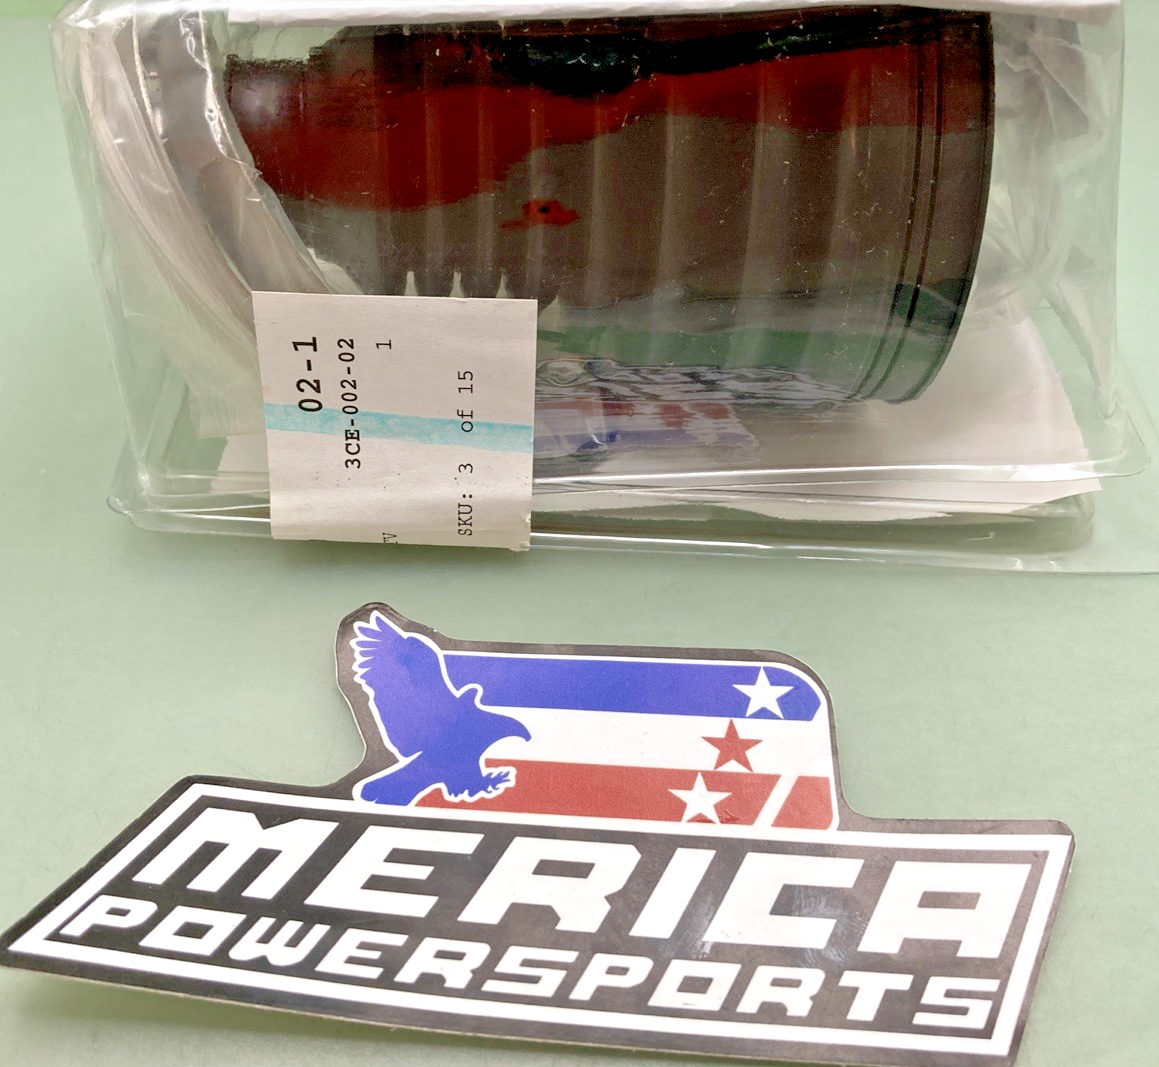 02-1
3CE-002-02
1
SKU: 3 of 15
MERICA
POWERSPORTS